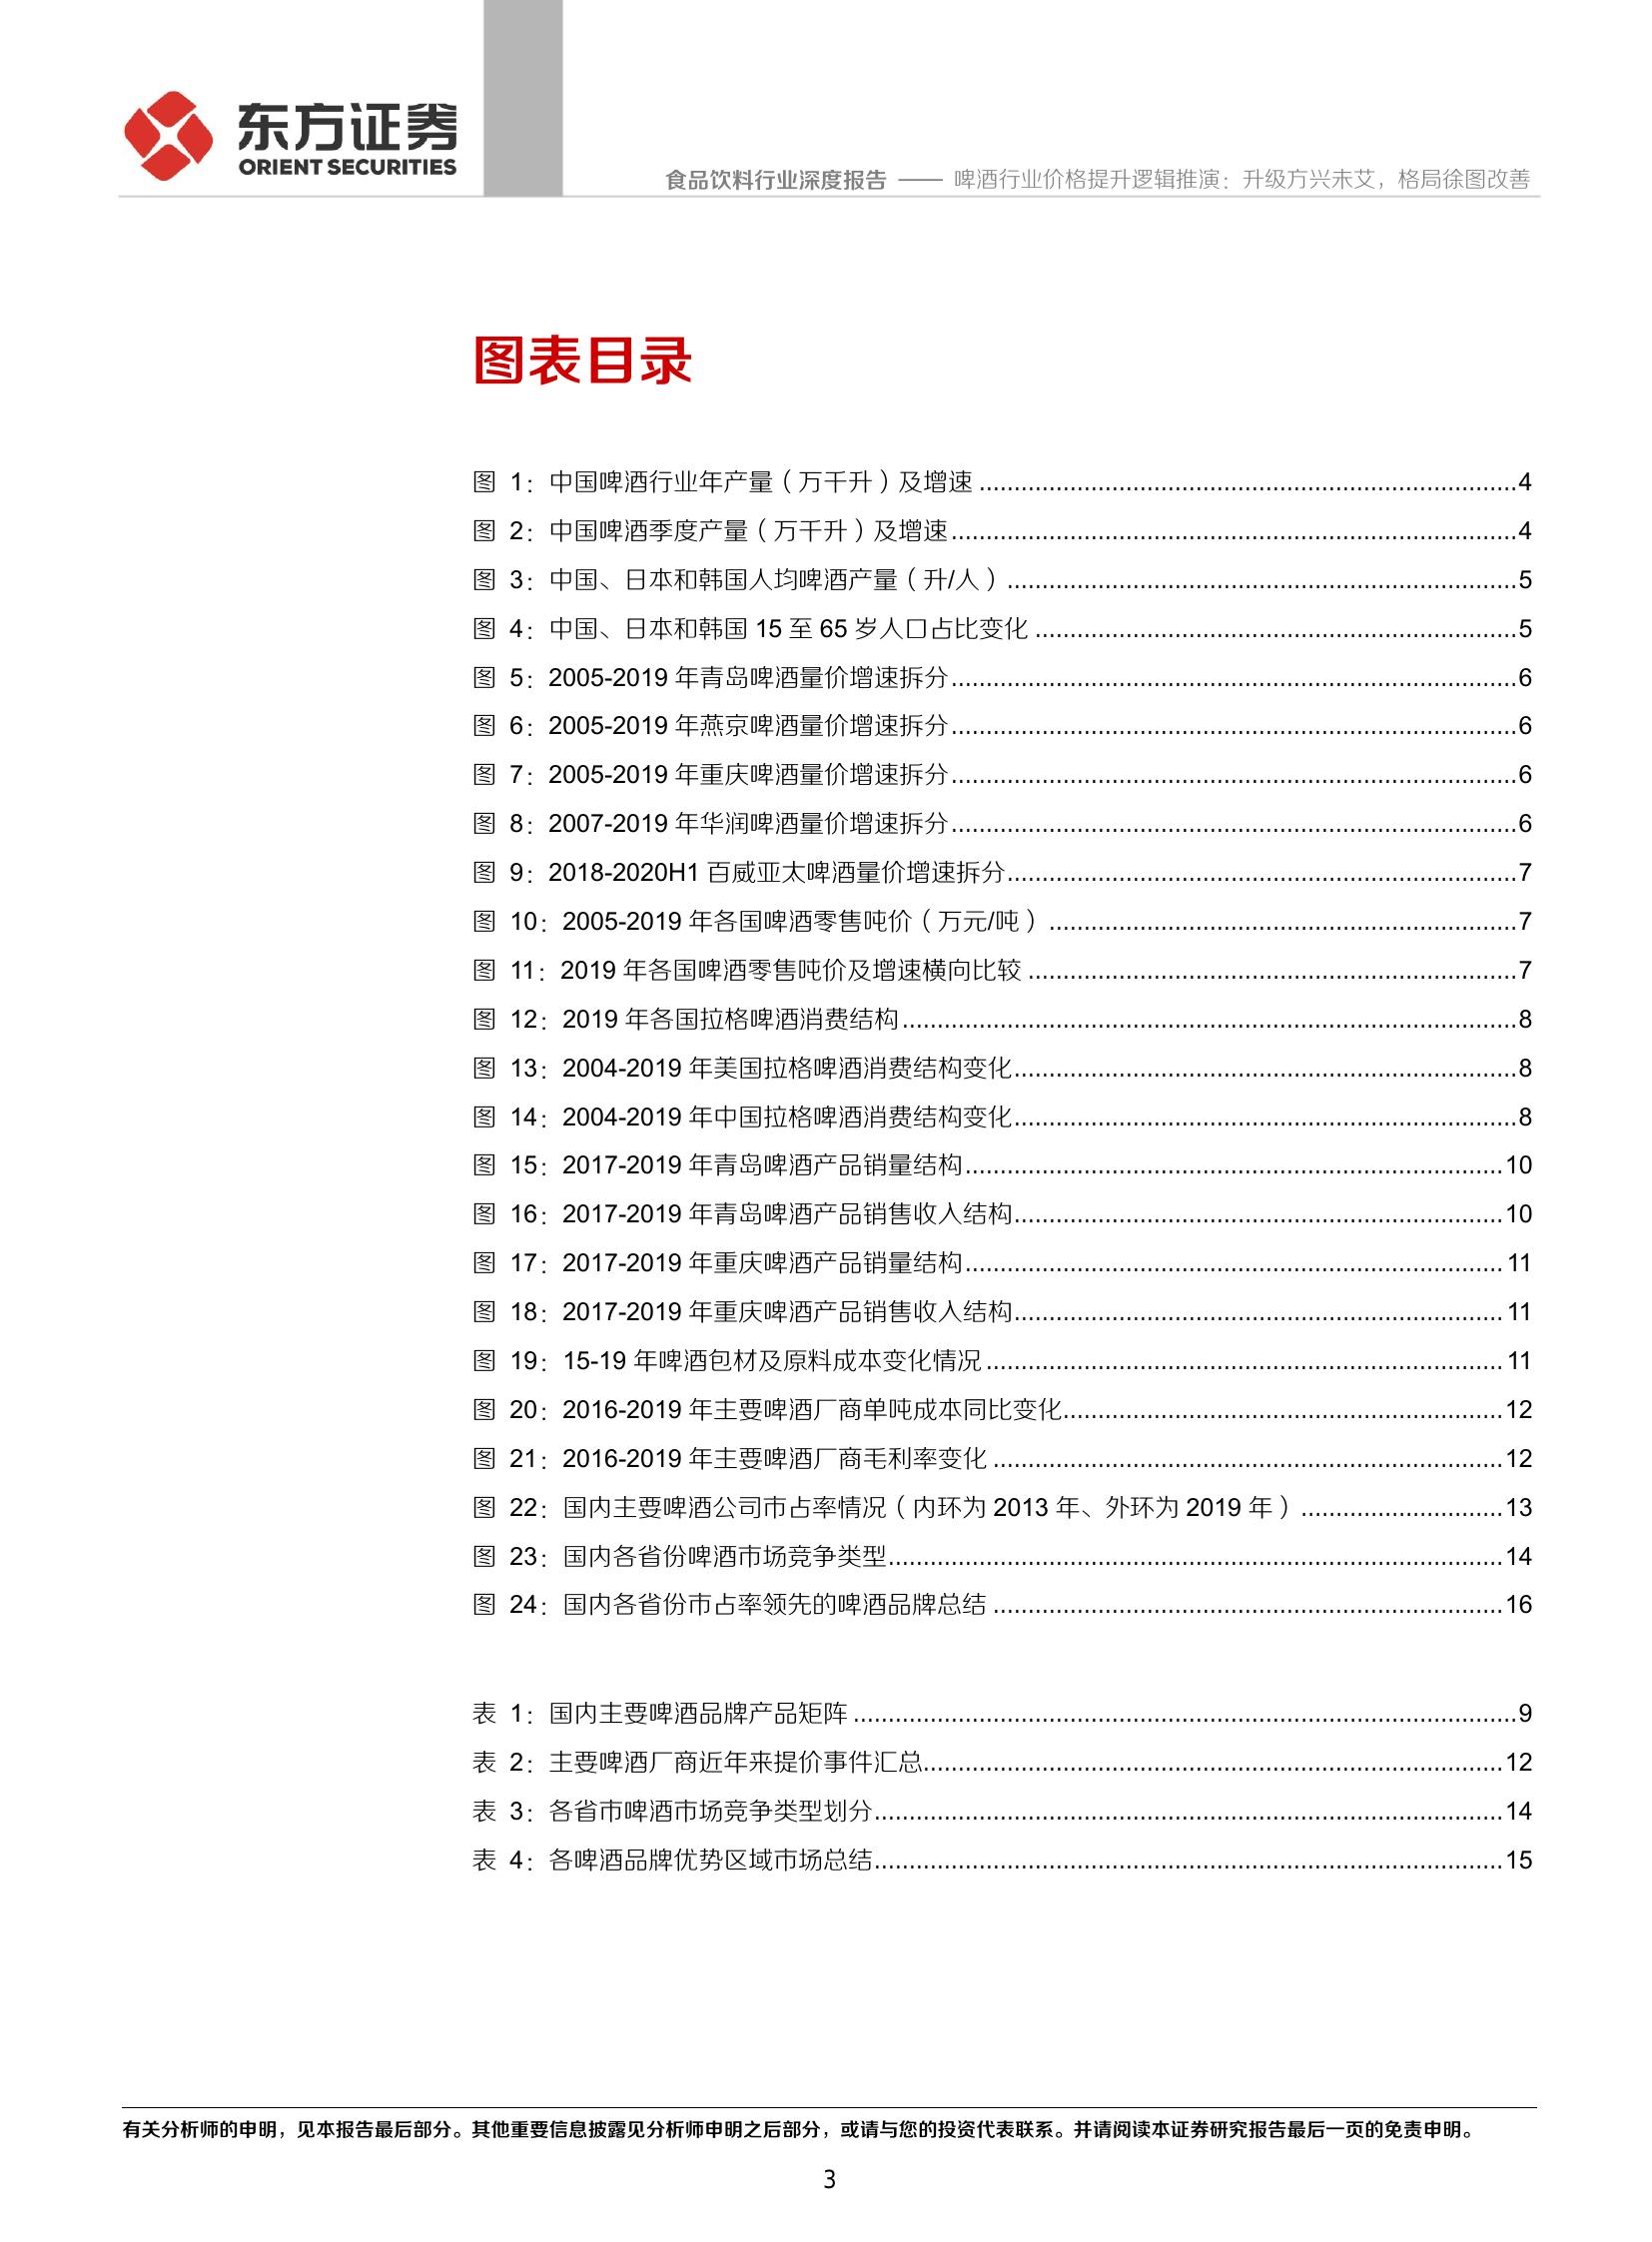 东方证券
ORIENT SECURITIES
食品饮料行业深度报告 —— 啤酒行业价格提升逻辑推演：升级方兴未艾，格局徐图改善
图表目录
图 1：中国啤酒行业年产量（万千升）及增速........4
图 2：中国啤酒季度产量（万千升）及增速........4
图 3：中国、日本和韩国人均啤酒产量（升/人）........5
图 4：中国、日本和韩国 15 至 65 岁人口占比变化........5
图 5：2005-2019 年青岛啤酒量价增速拆分........6
图 6：2005-2019 年燕京啤酒量价增速拆分........6
图 7：2005-2019 年重庆啤酒量价增速拆分........6
图 8：2007-2019 年华润啤酒量价增速拆分........6
图 9：2018-2020H1 百威亚太啤酒量价增速拆分........7
图 10：2005-2019 年各国啤酒零售吨价（万元/吨）........7
图 11：2019 年各国啤酒零售吨价及增速横向比较........7
图 12：2019 年各国拉格啤酒消费结构........8
图 13：2004-2019 年美国拉格啤酒消费结构变化........8
图 14：2004-2019 年中国拉格啤酒消费结构变化........8
图 15：2017-2019 年青岛啤酒产品销量结构........10
图 16：2017-2019 年青岛啤酒产品销售收入结构........10
图 17：2017-2019 年重庆啤酒产品销量结构........11
图 18：2017-2019 年重庆啤酒产品销售收入结构........11
图 19：15-19 年啤酒包材及原料成本变化情况........11
图 20：2016-2019 年主要啤酒厂商单吨成本同比变化........12
图 21：2016-2019 年主要啤酒厂商毛利率变化........12
图 22：国内主要啤酒公司市占率情况（内环为 2013 年、外环为 2019 年）........13
图 23：国内各省份啤酒市场竞争类型........14
图 24：国内各省份市占率领先的啤酒品牌总结........16
表 1：国内主要啤酒品牌产品矩阵........9
表 2：主要啤酒厂商近年来提价事件汇总........12
表 3：各省市啤酒市场竞争类型划分........14
表 4：各啤酒品牌优势区域市场总结........15
有关分析师的申明，见本报告最后部分。其他重要信息披露见分析师申明之后部分，或请与您的投资代表联系。并请阅读本证券研究报告最后一页的免责申明。
3